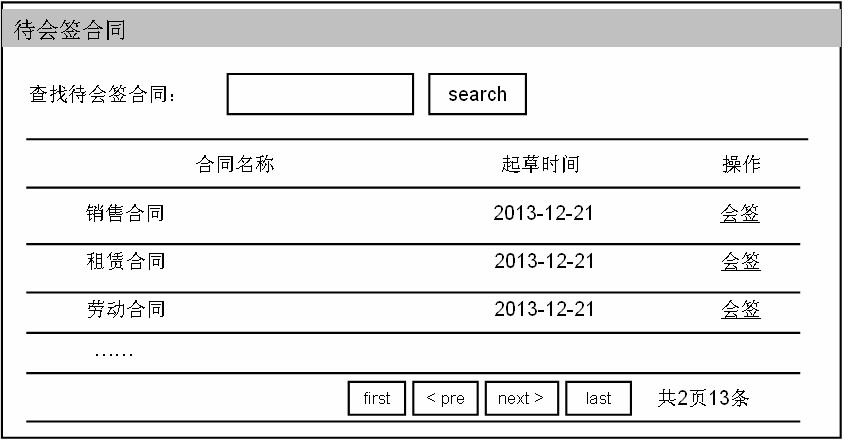 待会签合同
查找待会签合同： search
合同名称 起草时间 操作
销售合同 2013-12-21 会签
租赁合同 2013-12-21 会签
劳动合同 2013-12-21 会签
……
first < pre next > last 共2页13条